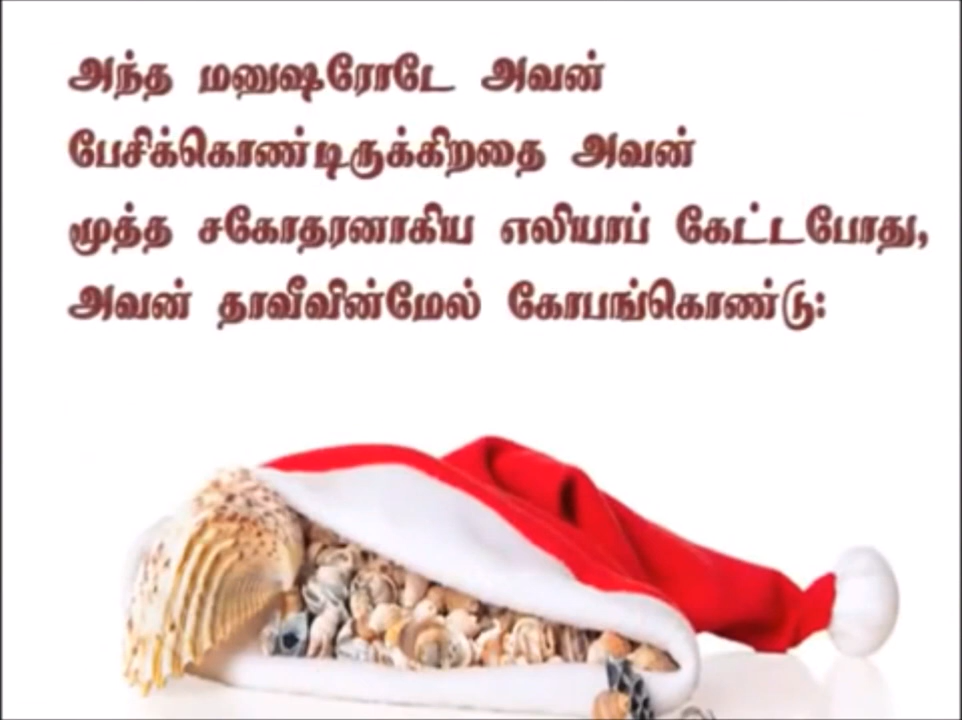 அந்த மனுஷரோடே அவன்
பேசிக்கொண்டிருக்கிறதை அவன்
மூத்த சகோதரனாகிய எலியாப் கேட்டபோது,
அவன் தாவீவின்மேல் கோபங்கொண்டு: